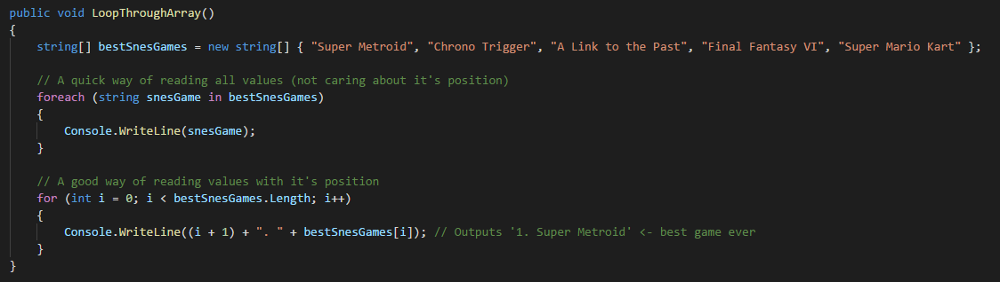 public void LoopThroughArray()
{
    string[] bestSnesGames = new string[] { "Super Metroid", "Chrono Trigger", "A Link to the Past", "Final Fantasy VI", "Super Mario Kart" };

    // A quick way of reading all values (not caring about it's position)
    foreach (string snesGame in bestSnesGames)
    {
        Console.WriteLine(snesGame);
    }

    // A good way of reading values with it's position
    for (int i = 0; i < bestSnesGames.Length; i++)
    {
        Console.WriteLine((i + 1) + ". " + bestSnesGames[i]); // Outputs '1. Super Metroid' <- best game ever
    }
}